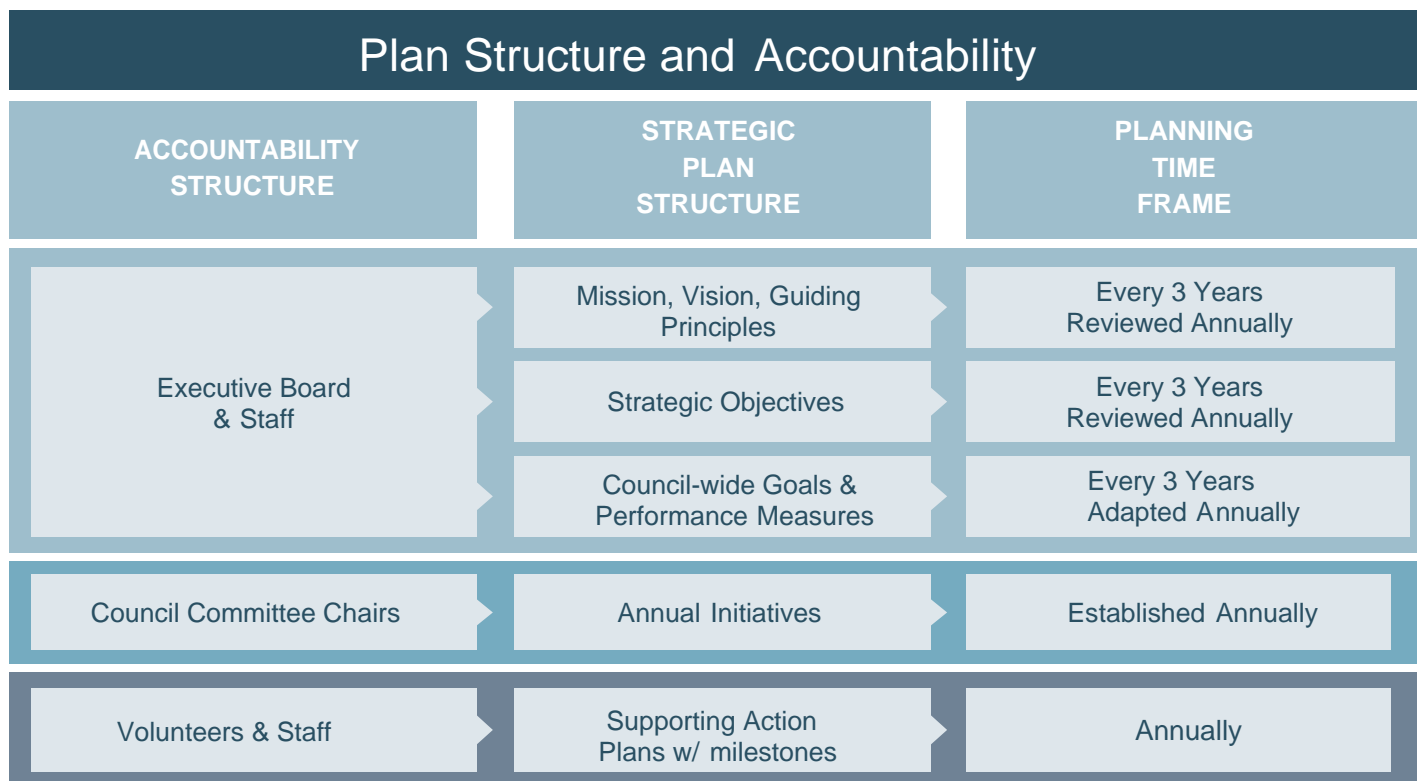 Plan Structure and Accountability
ACCOUNTABILITY
STRUCTURE
STRATEGIC
PLAN
STRUCTURE
PLANNING
TIME
FRAME
Executive Board
& Staff
Mission, Vision, Guiding
Principles
Every 3 Years
Reviewed Annually
Strategic Objectives
Every 3 Years
Reviewed Annually
Council-wide Goals &
Performance Measures
Every 3 Years
Adapted Annually
Council Committee Chairs
Annual Initiatives
Established Annually
Volunteers & Staff
Supporting Action
Plans w/ milestones
Annually